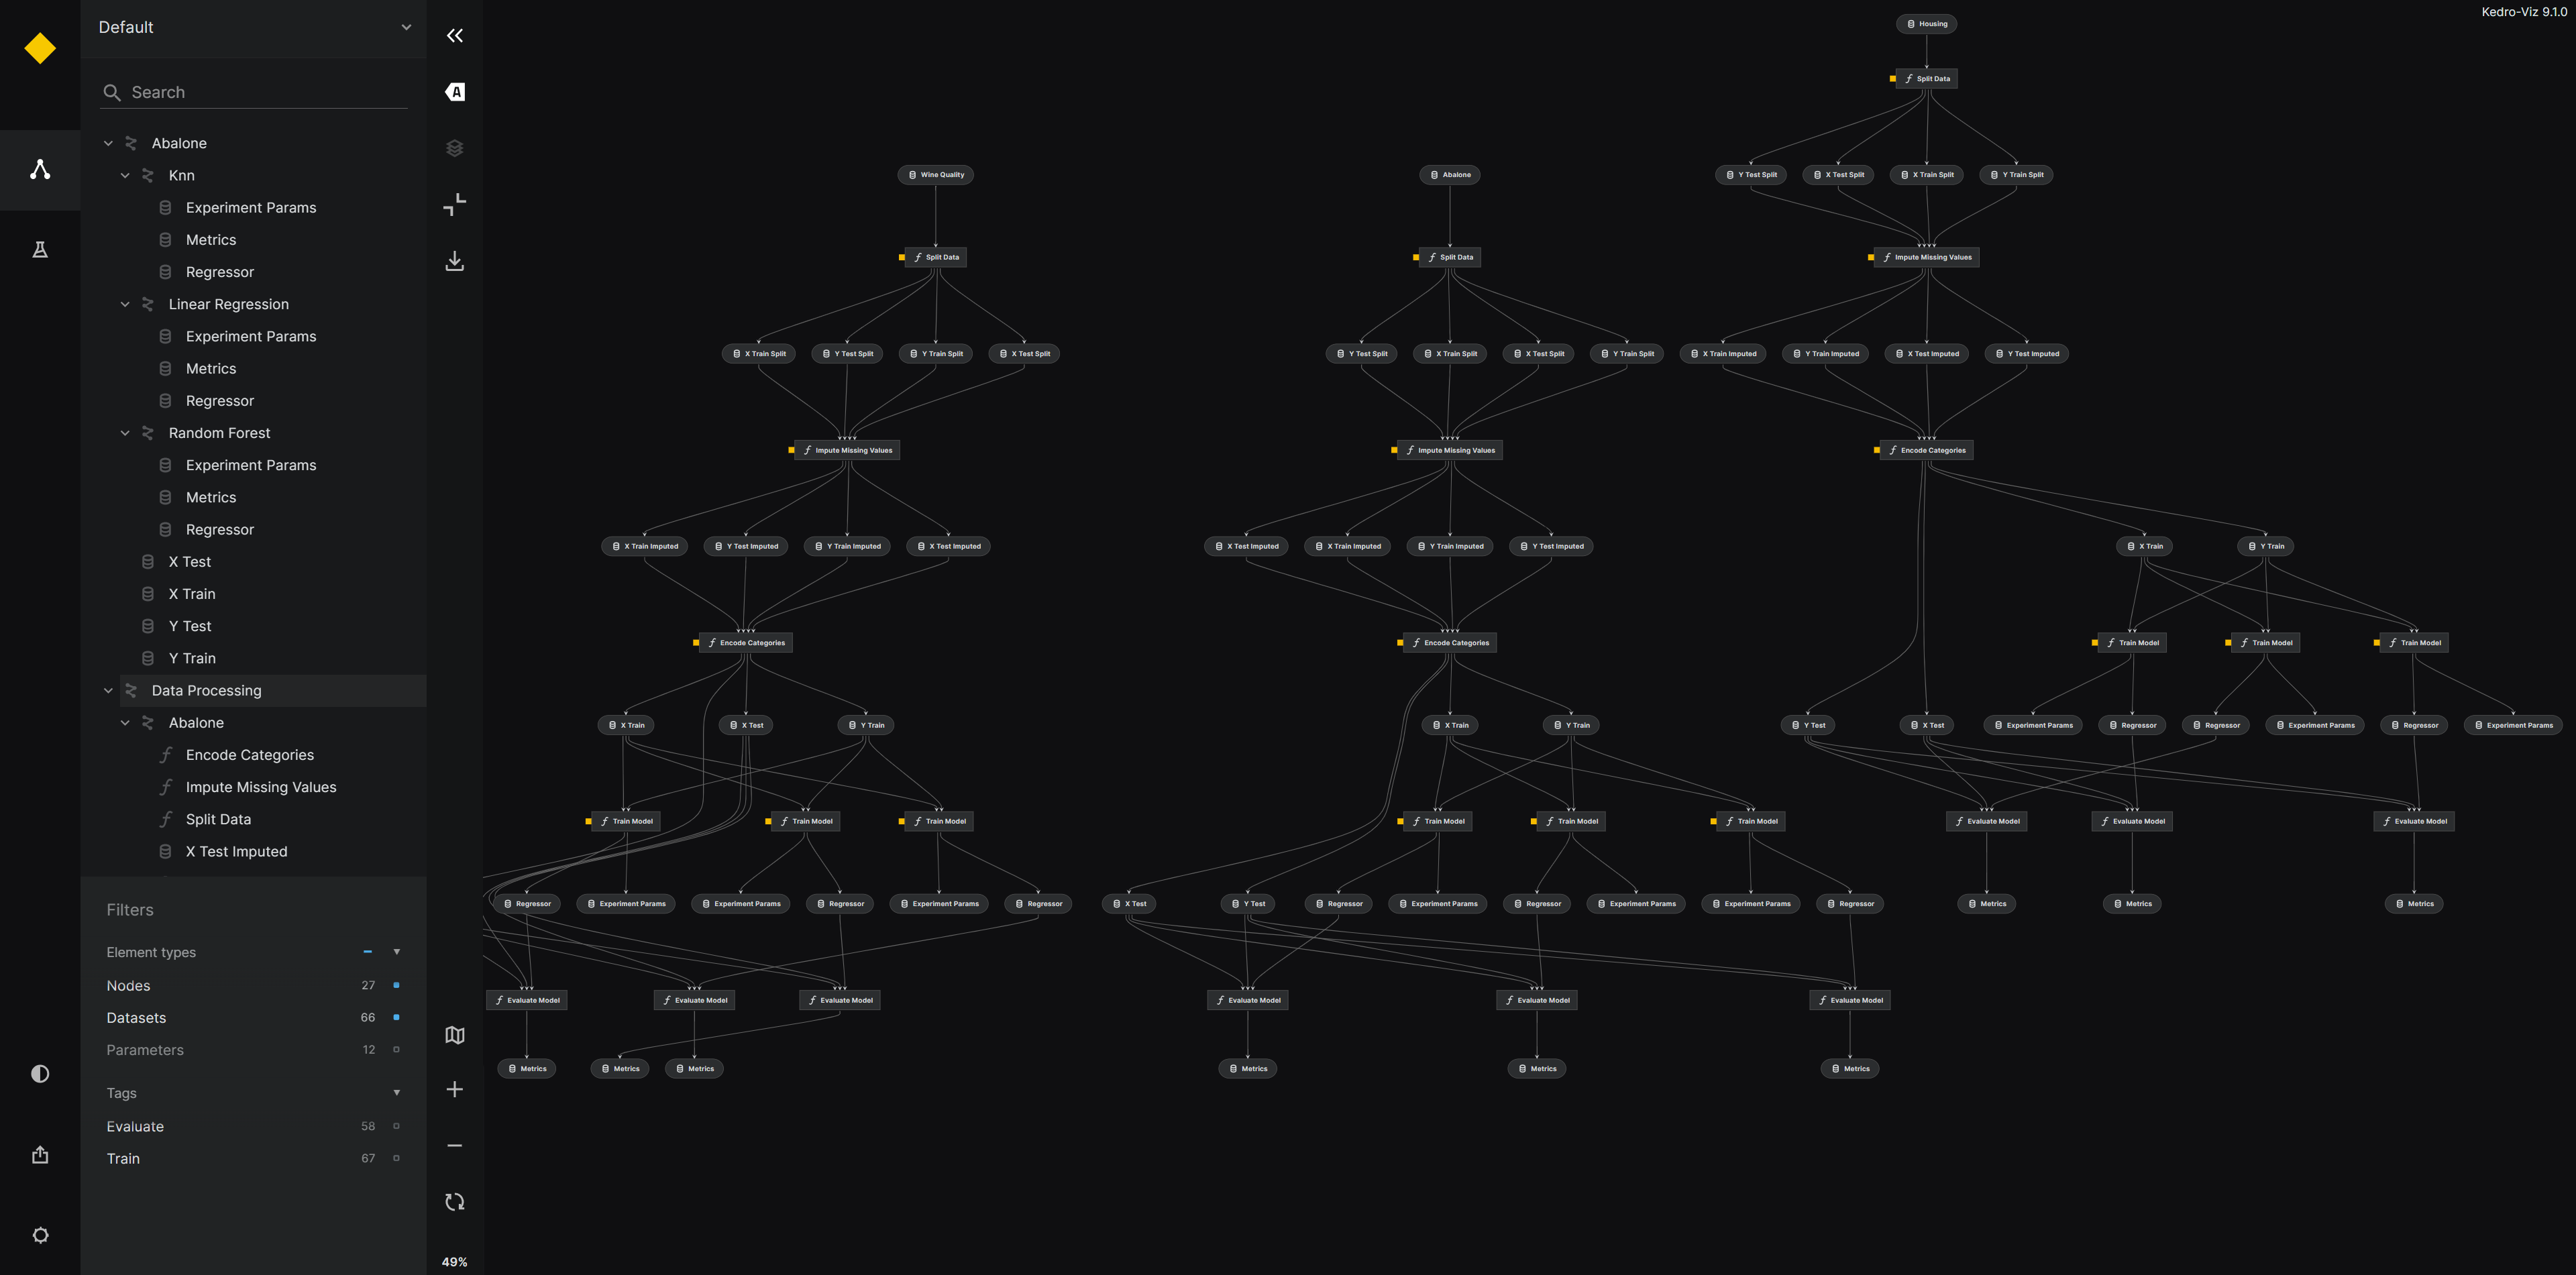 Default
Search
Abalone
Knn
Experiment Params
Metrics
Regressor
Linear Regression
Experiment Params
Metrics
Regressor
Random Forest
Experiment Params
Metrics
Regressor
X Test
X Train
Y Test
Y Train
Data Processing
Abalone
Encode Categories
Impute Missing Values
Split Data
X Test Imputed
Filters
Element types
Nodes 27
Datasets 66
Parameters 12
Tags
Evaluate 58
Train 67
A
49%
Kedro-Viz 9.1.0
Housing
Split Data
Wine Quality Abalone Y Test Split X Test Split X Train Split Y Train Split
Split Data Split Data Impute Missing Values
X Train Split Y Test Split Y Train Split X Test Split Y Test Split X Train Split X Test Split Y Train Split X Train Imputed Y Train Imputed X Test Imputed Y Test Imputed
Impute Missing Values Impute Missing Values Encode Categories
X Train Imputed Y Test Imputed Y Train Imputed X Test Imputed X Test Imputed X Train Imputed Y Train Imputed Y Test Imputed X Train Y Train
Encode Categories Encode Categories Train Model Train Model Train Model
X Train X Test Y Train X Train Y Train Y Test X Test Experiment Params Regressor Regressor Experiment Params Regressor Experiment Params
Train Model Train Model Train Model Train Model Train Model Train Model Evaluate Model Evaluate Model Evaluate Model
Regressor Experiment Params Experiment Params Regressor Experiment Params Regressor X Test Y Test Regressor Experiment Params Regressor Experiment Params Experiment Params Regressor Metrics Metrics Metrics
Evaluate Model Evaluate Model Evaluate Model Evaluate Model Evaluate Model Evaluate Model
Metrics Metrics Metrics Metrics Metrics Metrics